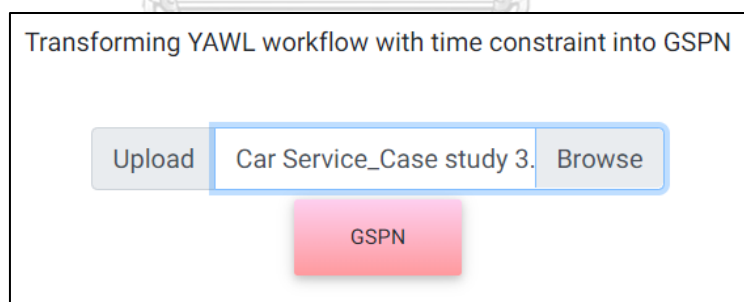 Transforming YAWL workflow with time constraint into GSPN
Upload Car Service_Case study 3. Browse
GSPN